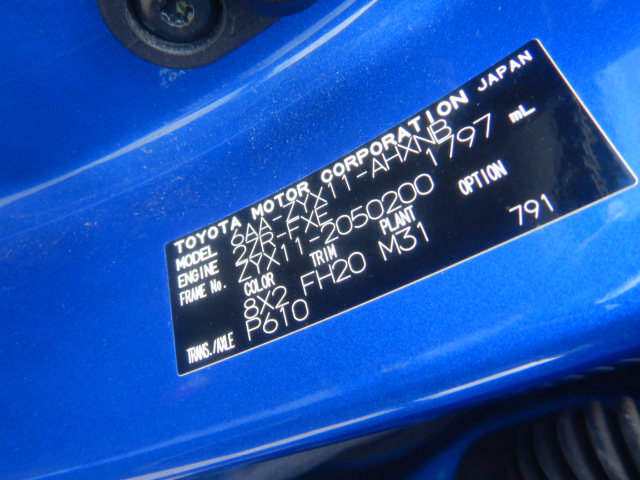 TOYOTA MOTOR CORPORATION JAPAN
MODEL 6AA-ZYX11-AHXNB
ENGINE 2ZR-FXE 1797 mL
FRAME No. ZYX11-2050200
COLOR TRIM PLANT OPTION
8X2 FH20 M31 791
TRANS./AXLE P610